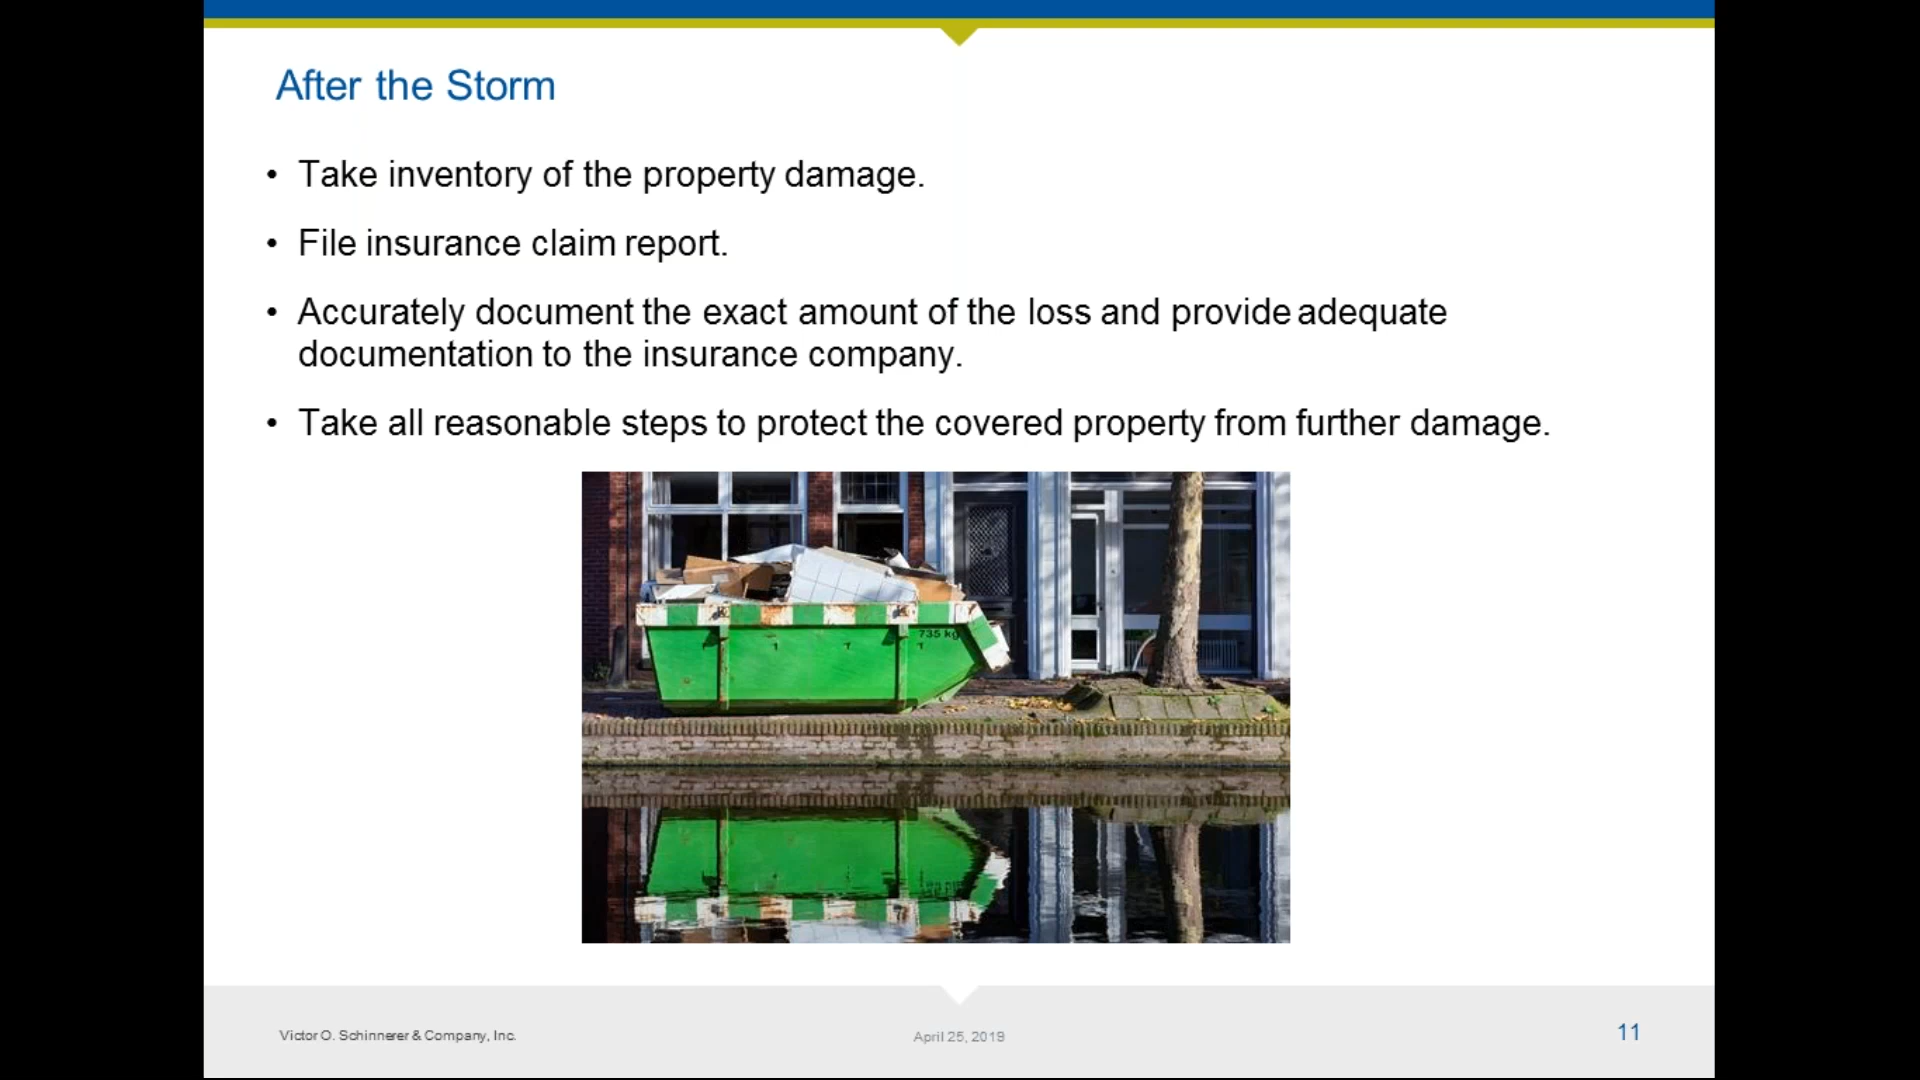 After the Storm
• Take inventory of the property damage.
• File insurance claim report.
• Accurately document the exact amount of the loss and provide adequate
documentation to the insurance company.
• Take all reasonable steps to protect the covered property from further damage.
735 kg
Victor O. Schinnerer & Company, Inc.
April 25, 2019
11